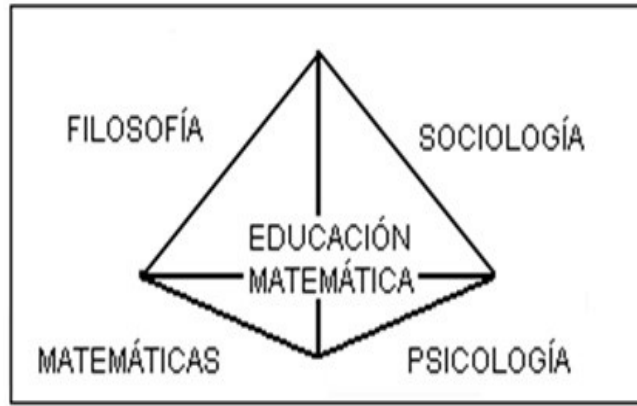 FILOSOFÍA
SOCIOLOGÍA
EDUCACIÓN
MATEMÁTICA
MATEMÁTICAS
PSICOLOGÍA